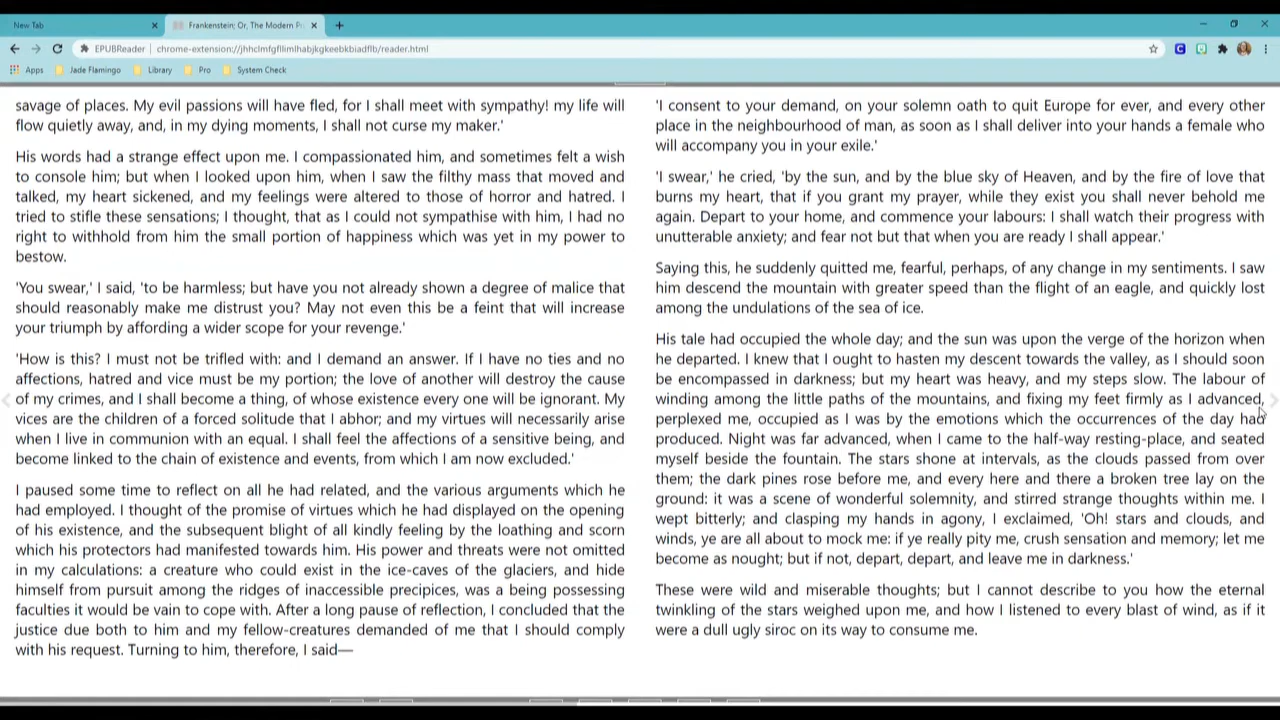 New Tab
Frankenstein; Or, The Modern Pr
EPUBReader
chrome-extension://jhhclmfgfllimlhabjkgkeebkbiadflb/reader.html
Apps
Jade Flamingo
Library
Pro
System Check
savage of places. My evil passions will have fled, for I shall meet with sympathy! my life will
flow quietly away, and, in my dying moments, I shall not curse my maker.'
His words had a strange effect upon me. I compassionated him, and sometimes felt a wish
to console him; but when I looked upon him, when I saw the filthy mass that moved and
talked, my heart sickened, and my feelings were altered to those of horror and hatred. I
tried to stifle these sensations; I thought, that as I could not sympathise with him, I had no
right to withhold from him the small portion of happiness which was yet in my power to
bestow.
'You swear,' I said, 'to be harmless; but have you not already shown a degree of malice that
should reasonably make me distrust you? May not even this be a feint that will increase
your triumph by affording a wider scope for your revenge.'
'How is this? I must not be trifled with: and I demand an answer. If I have no ties and no
affections, hatred and vice must be my portion; the love of another will destroy the cause
of my crimes, and I shall become a thing, of whose existence every one will be ignorant. My
vices are the children of a forced solitude that I abhor; and my virtues will necessarily arise
when I live in communion with an equal. I shall feel the affections of a sensitive being, and
become linked to the chain of existence and events, from which I am now excluded.'
I paused some time to reflect on all he had related, and the various arguments which he
had employed. I thought of the promise of virtues which he had displayed on the opening
of his existence, and the subsequent blight of all kindly feeling by the loathing and scorn
which his protectors had manifested towards him. His power and threats were not omitted
in my calculations: a creature who could exist in the ice-caves of the glaciers, and hide
himself from pursuit among the ridges of inaccessible precipices, was a being possessing
faculties it would be vain to cope with. After a long pause of reflection, I concluded that the
justice due both to him and my fellow-creatures demanded of me that I should comply
with his request. Turning to him, therefore, I said—
'I consent to your demand, on your solemn oath to quit Europe for ever, and every other
place in the neighbourhood of man, as soon as I shall deliver into your hands a female who
will accompany you in your exile.'
'I swear,' he cried, 'by the sun, and by the blue sky of Heaven, and by the fire of love that
burns my heart, that if you grant my prayer, while they exist you shall never behold me
again. Depart to your home, and commence your labours: I shall watch their progress with
unutterable anxiety; and fear not but that when you are ready I shall appear.'
Saying this, he suddenly quitted me, fearful, perhaps, of any change in my sentiments. I saw
him descend the mountain with greater speed than the flight of an eagle, and quickly lost
among the undulations of the sea of ice.
His tale had occupied the whole day; and the sun was upon the verge of the horizon when
he departed. I knew that I ought to hasten my descent towards the valley, as I should soon
be encompassed in darkness; but my heart was heavy, and my steps slow. The labour of
winding among the little paths of the mountains, and fixing my feet firmly as I advanced,
perplexed me, occupied as I was by the emotions which the occurrences of the day had
produced. Night was far advanced, when I came to the half-way resting-place, and seated
myself beside the fountain. The stars shone at intervals, as the clouds passed from over
them; the dark pines rose before me, and every here and there a broken tree lay on the
ground: it was a scene of wonderful solemnity, and stirred strange thoughts within me. I
wept bitterly; and clasping my hands in agony, I exclaimed, 'Oh! stars and clouds, and
winds, ye are all about to mock me: if ye really pity me, crush sensation and memory; let me
become as nought; but if not, depart, depart, and leave me in darkness.'
These were wild and miserable thoughts; but I cannot describe to you how the eternal
twinkling of the stars weighed upon me, and how I listened to every blast of wind, as if it
were a dull ugly siroc on its way to consume me.